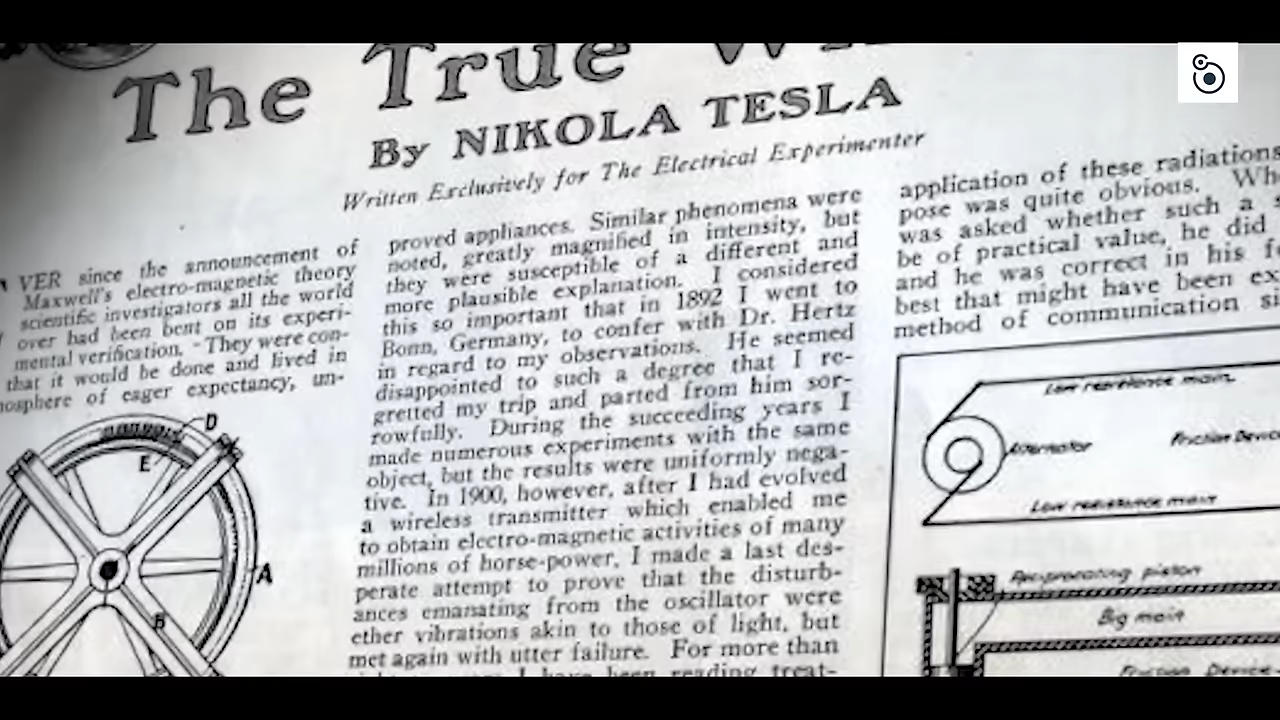 The True
By NIKOLA TESLA
Written Exclusively for The Electrical Experimenter
VER since the announcement of
Maxwell's electro-magnetic theory
scientific investigators all the world
over had been bent on its experi-
mental verification. They were con-
that it would be done and lived in
osphere of eager expectancy, un-
D
E
A
B
proved appliances. Similar phenomena were
noted, greatly magnified in intensity, but
they were susceptible of a different and
more plausible explanation. I considered
this so important that in 1892 I went to
Bonn, Germany, to confer with Dr. Hertz
in regard to my observations. He seemed
disappointed to such a degree that I re-
gretted my trip and parted from him sor-
rowfully. During the succeeding years I
made numerous experiments with the same
object, but the results were uniformly nega-
tive. In 1900, however, after I had evolved
a wireless transmitter which enabled me
to obtain electro-magnetic activities of many
millions of horse-power, I made a last des-
perate attempt to prove that the disturb-
ances emanating from the oscillator were
ether vibrations akin to those of light, but
met again with utter failure. For more than
I have been reading treat-
application of these radiations
pose was quite obvious.
was asked whether such a
be of practical value, he did
and he was correct in his
best that might have been
method of communication
Low resistance main
Alternator
Friction Device
Low resistance main
Reciprocating piston
Big main
Friction Device